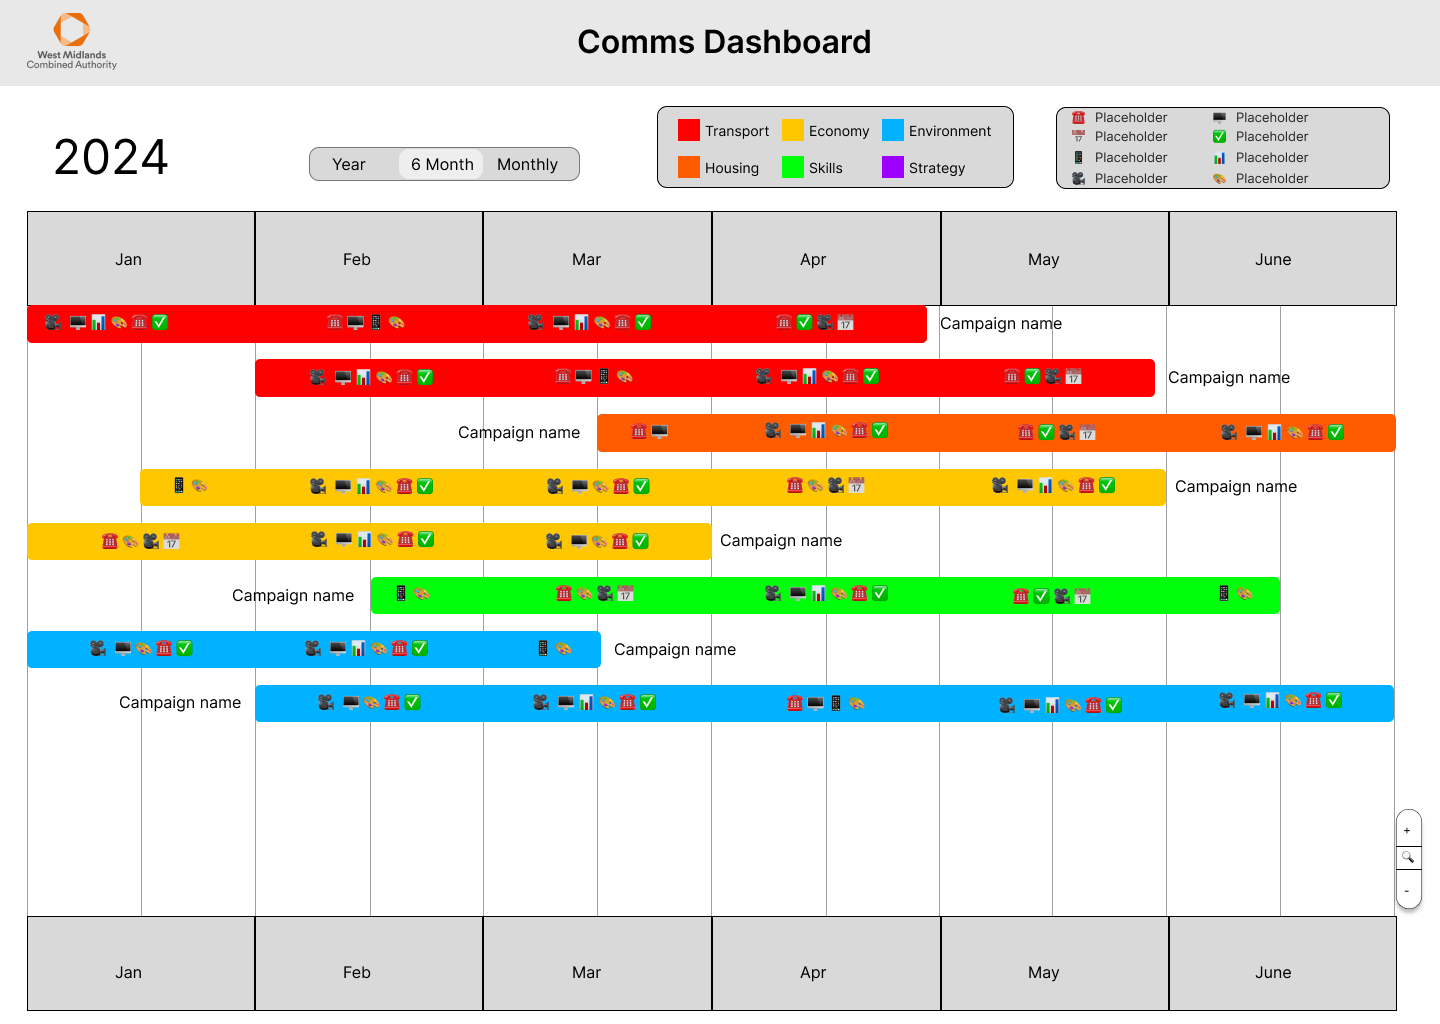 West Midlands
Combined Authority
Comms Dashboard
2024
Year 6 Month Monthly
Transport Economy Environment
Housing Skills Strategy
Placeholder Placeholder
Placeholder Placeholder
Placeholder Placeholder
Placeholder Placeholder
Jan Feb Mar Apr May June
Campaign name
Campaign name
Campaign name
Campaign name
Campaign name
Campaign name
Campaign name
Campaign name
+
-
Jan Feb Mar Apr May June